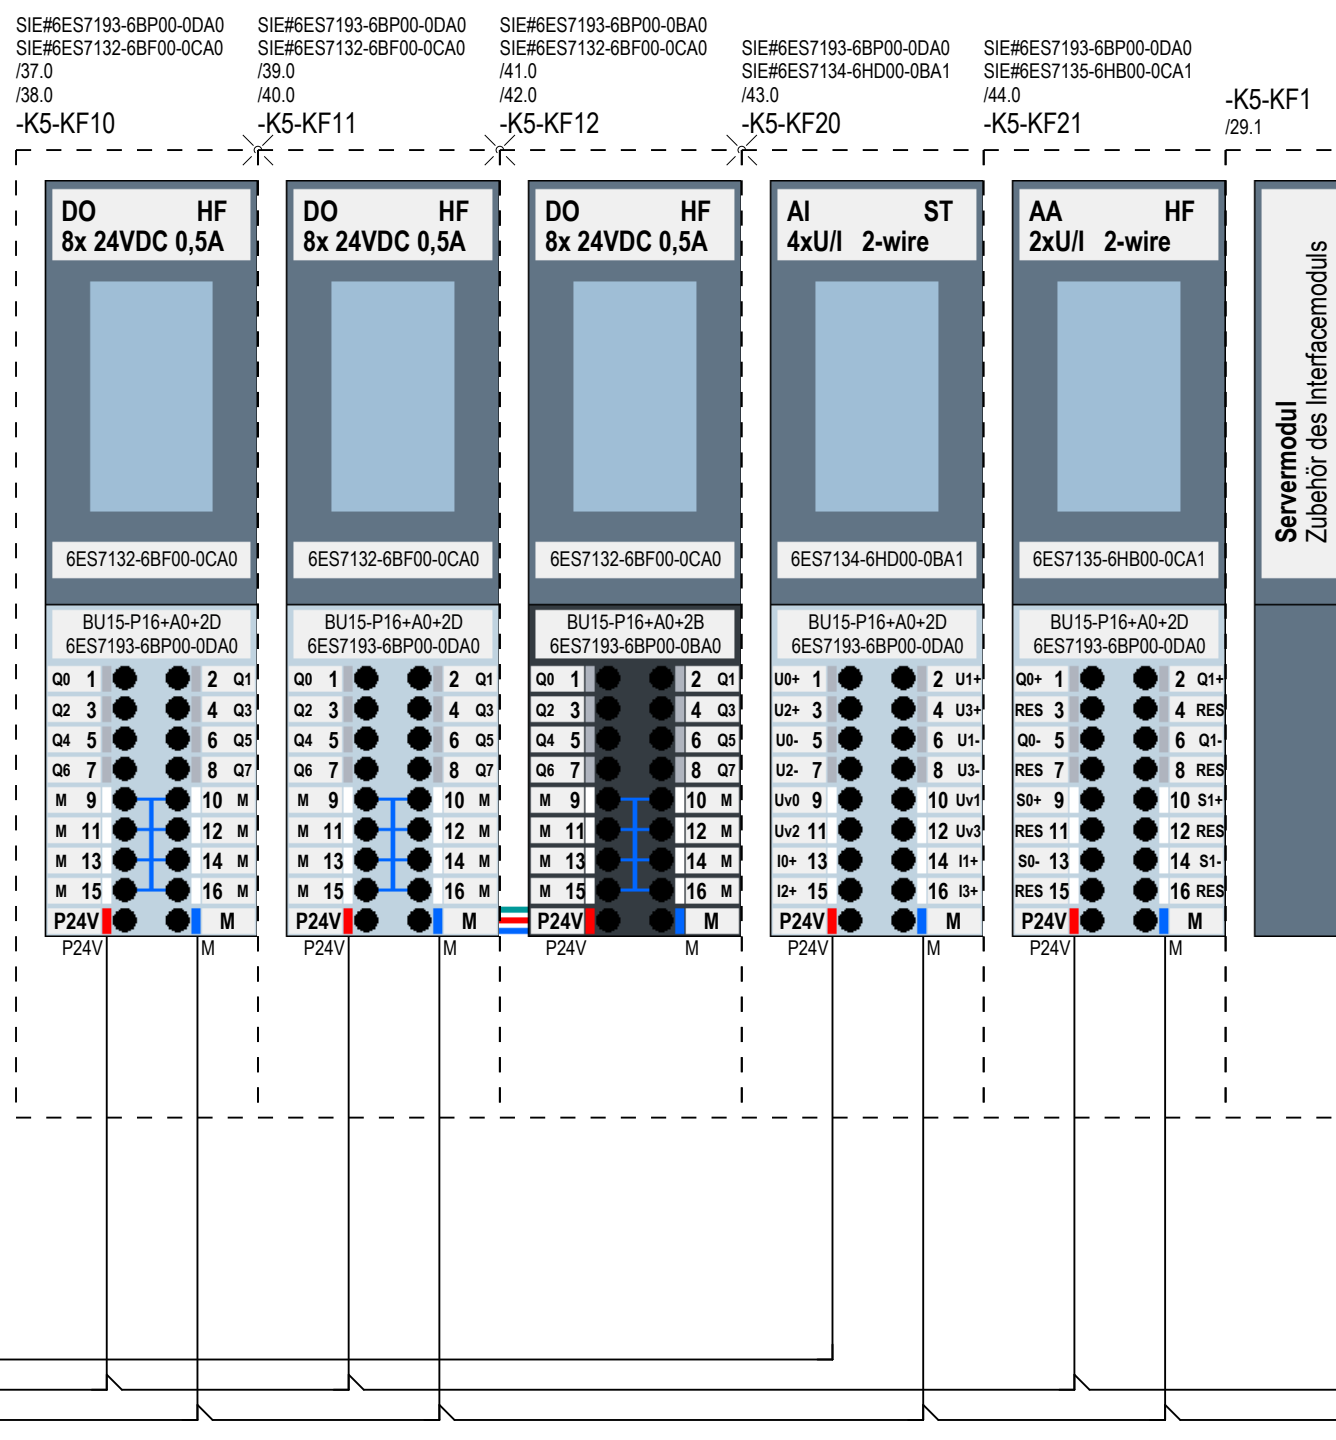 SIE#6ES7193-6BP00-0DA0
SIE#6ES7132-6BF00-0CA0
/37.0
/38.0
-K5-KF10
SIE#6ES7193-6BP00-0DA0
SIE#6ES7132-6BF00-0CA0
/39.0
/40.0
-K5-KF11
SIE#6ES7193-6BP00-0BA0
SIE#6ES7132-6BF00-0CA0
/41.0
/42.0
-K5-KF12
SIE#6ES7193-6BP00-0DA0
SIE#6ES7134-6HD00-0BA1
/43.0
-K5-KF20
SIE#6ES7193-6BP00-0DA0
SIE#6ES7135-6HB00-0CA1
/44.0
-K5-KF21
-K5-KF1
/29.1
DO HF
8x 24VDC 0,5A
6ES7132-6BF00-0CA0
BU15-P16+A0+2D
6ES7193-6BP00-0DA0
Q0 1 2 Q1
Q2 3 4 Q3
Q4 5 6 Q5
Q6 7 8 Q7
M 9 10 M
M 11 12 M
M 13 14 M
M 15 16 M
P24V M
P24V M
DO HF
8x 24VDC 0,5A
6ES7132-6BF00-0CA0
BU15-P16+A0+2D
6ES7193-6BP00-0DA0
Q0 1 2 Q1
Q2 3 4 Q3
Q4 5 6 Q5
Q6 7 8 Q7
M 9 10 M
M 11 12 M
M 13 14 M
M 15 16 M
P24V M
P24V M
DO HF
8x 24VDC 0,5A
6ES7132-6BF00-0CA0
BU15-P16+A0+2B
6ES7193-6BP00-0BA0
Q0 1 2 Q1
Q2 3 4 Q3
Q4 5 6 Q5
Q6 7 8 Q7
M 9 10 M
M 11 12 M
M 13 14 M
M 15 16 M
P24V M
P24V M
AI ST
4xU/I 2-wire
6ES7134-6HD00-0BA1
BU15-P16+A0+2D
6ES7193-6BP00-0DA0
U0+ 1 2 U1+
U2+ 3 4 U3+
U0- 5 6 U1-
U2- 7 8 U3-
Uv0 9 10 Uv1
Uv2 11 12 Uv3
I0+ 13 14 I1+
I2+ 15 16 I3+
P24V M
P24V M
AA HF
2xU/I 2-wire
6ES7135-6HB00-0CA1
BU15-P16+A0+2D
6ES7193-6BP00-0DA0
Q0+ 1 2 Q1+
RES 3 4 RES
Q0- 5 6 Q1-
RES 7 8 RES
S0+ 9 10 S1+
RES 11 12 RES
S0- 13 14 S1-
RES 15 16 RES
P24V M
P24V M
Servermodul
Zubehör des Interfacemoduls